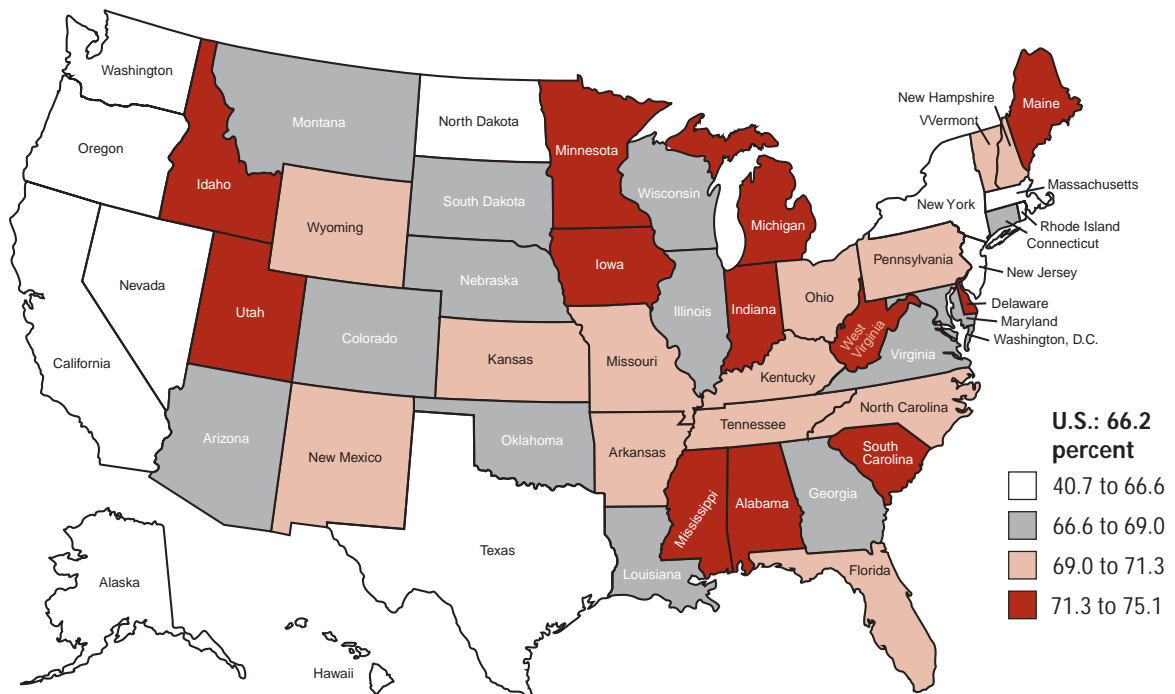 Washington
Oregon
Idaho
Montana
North Dakota
Minnesota
Wisconsin
Michigan
New Hampshire
VVermont
Maine
Massachusetts
New York
Rhode Island
Connecticut
South Dakota
Wyoming
Nebraska
Iowa
Illinois
Indiana
Ohio
Pennsylvania
New Jersey
Delaware
Maryland
Washington, D.C.
Nevada
Utah
Colorado
Kansas
Missouri
Kentucky
West
Virginia
Virginia
California
Arizona
New Mexico
Oklahoma
Arkansas
Tennessee
North Carolina
South
Carolina
Mississippi
Alabama
Georgia
Texas
Louisiana
Florida
Alaska
Hawaii
U.S.: 66.2
percent
40.7 to 66.6
66.6 to 69.0
69.0 to 71.3
71.3 to 75.1